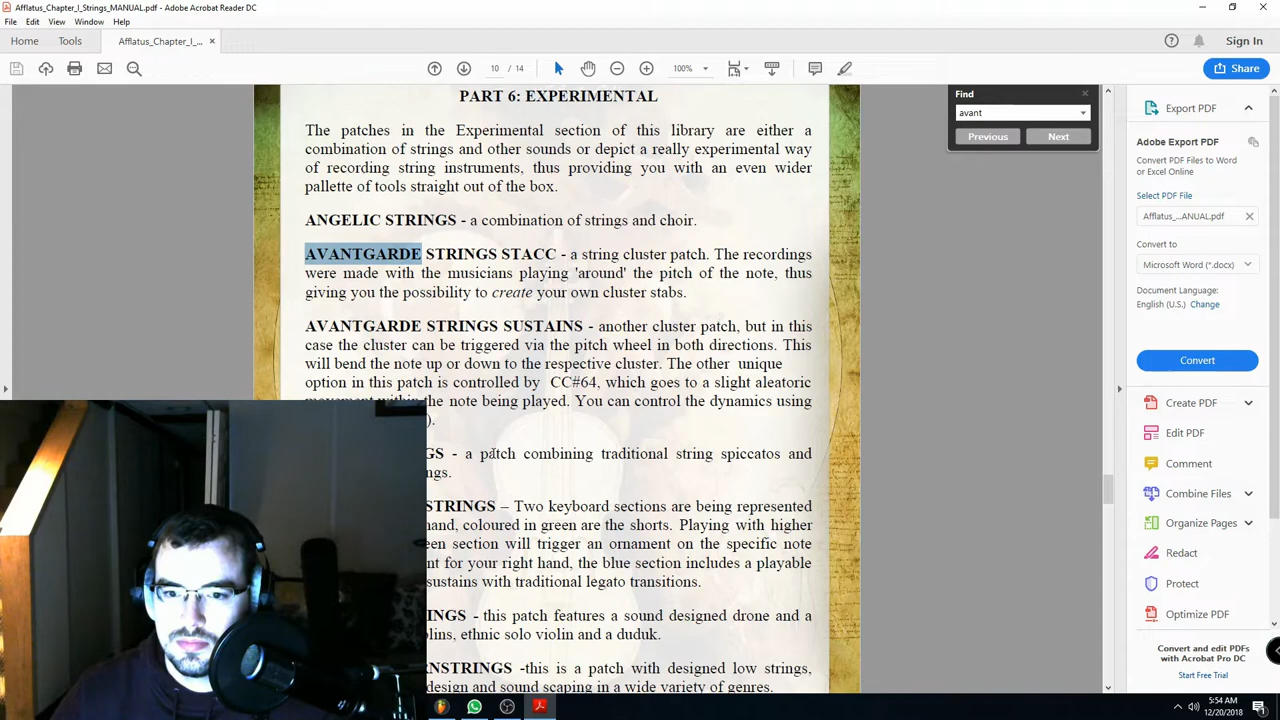 Afflatus_Chapter_I_Strings_MANUAL.pdf - Adobe Acrobat Reader DC
File Edit View Window Help
Home Tools Afflatus_Chapter_I_... × Sign In
10 / 14 100% Share
PART 6: EXPERIMENTAL
The patches in the Experimental section of this library are either a
combination of strings and other sounds or depict a really experimental way
of recording string instruments, thus providing you with an even wider
pallette of tools straight out of the box.
ANGELIC STRINGS - a combination of strings and choir.
AVANTGARDE STRINGS STACC - a string cluster patch. The recordings
were made with the musicians playing 'around' the pitch of the note, thus
giving you the possibility to create your own cluster stabs.
AVANTGARDE STRINGS SUSTAINS - another cluster patch, but in this
case the cluster can be triggered via the pitch wheel in both directions. This
will bend the note up or down to the respective cluster. The other unique
option in this patch is controlled by CC#64, which goes to a slight aleatoric
movement within the note being played. You can control the dynamics using
).
GS - a patch combining traditional string spiccatos and
ngs.
STRINGS – Two keyboard sections are being represented
hand, coloured in green are the shorts. Playing with higher
een section will trigger an ornament on the specific note
for your right hand, the blue section includes a playable
sustains with traditional legato transitions.
INGS - this patch features a sound designed drone and a
lins, ethnic solo violin and a duduk.
NSTRINGS -this is a patch with designed low strings,
design and sound scaping in a wide variety of genres.
Find
avant
Previous Next
Export PDF
Adobe Export PDF
Convert PDF Files to Word
or Excel Online
Select PDF File
Afflatus_...ANUAL.pdf
Convert to
Microsoft Word (*.docx)
Document Language:
English (U.S.) Change
Convert
Create PDF
Edit PDF
Comment
Combine Files
Organize Pages
Redact
Protect
Optimize PDF
Convert and edit PDFs
with Acrobat Pro DC
Start Free Trial
5:54 AM
12/20/2018